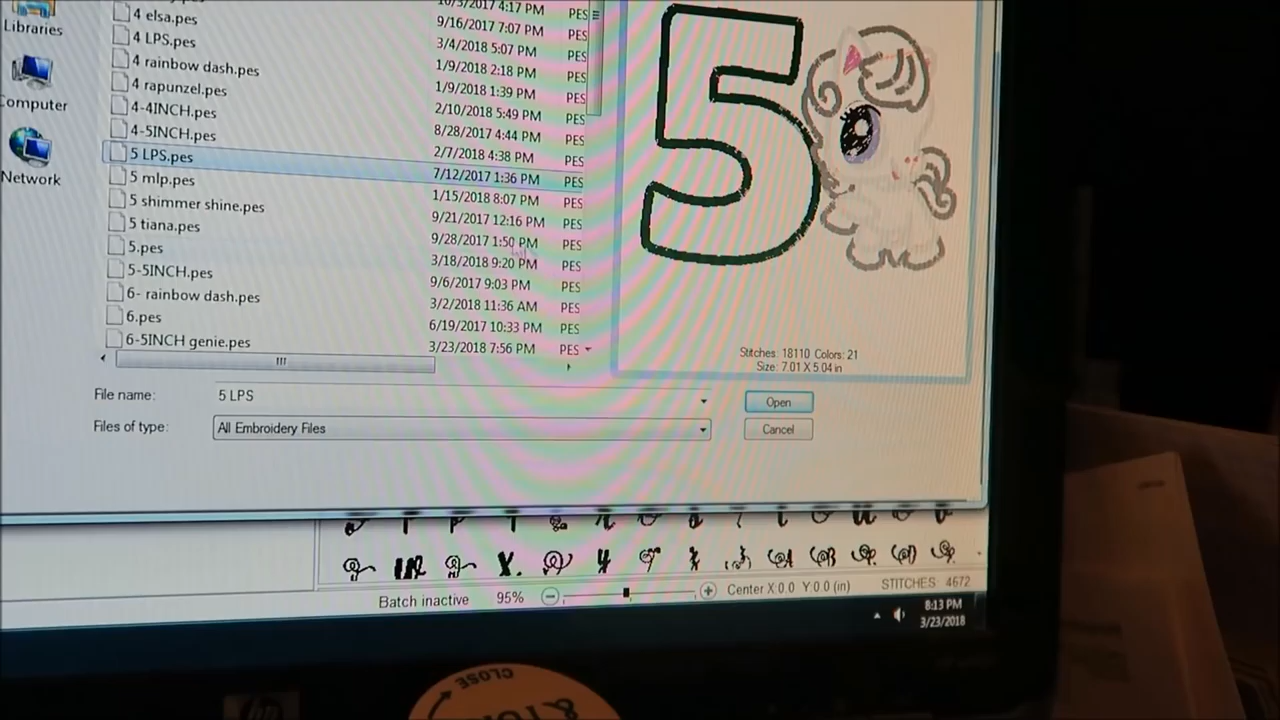 10/3/2017 4:17 PM PES
4 elsa.pes 9/16/2017 7:07 PM PES
4 LPS.pes 3/4/2018 5:07 PM PES
4 rainbow dash.pes 1/9/2018 2:18 PM PES
4 rapunzel.pes 1/9/2018 1:39 PM PES
4-4INCH.pes 2/10/2018 5:49 PM PES
4-5INCH.pes 8/28/2017 4:44 PM PES
5 LPS.pes 2/7/2018 4:38 PM PES
5 mlp.pes 7/12/2017 1:36 PM PES
5 shimmer shine.pes 1/15/2018 8:07 PM PES
5 tiana.pes 9/21/2017 12:16 PM PES
5.pes 9/28/2017 1:50 PM PES
5-5INCH.pes 3/18/2018 9:20 PM PES
6- rainbow dash.pes 9/6/2017 9:03 PM PES
6.pes 3/2/2018 11:36 AM PES
6-5INCH genie.pes 6/19/2017 10:33 PM PES
3/23/2018 7:56 PM PES
Libraries
Computer
Network
5
Stitches: 18110 Colors: 21
Size: 7.01 X 5.04 in
File name: 5 LPS Open
Files of type: All Embroidery Files Cancel
Batch inactive 95% Center X:0.0 Y:0.0 (in) STITCHES: 4672
8:13 PM
3/23/2018
hp
CLOSE